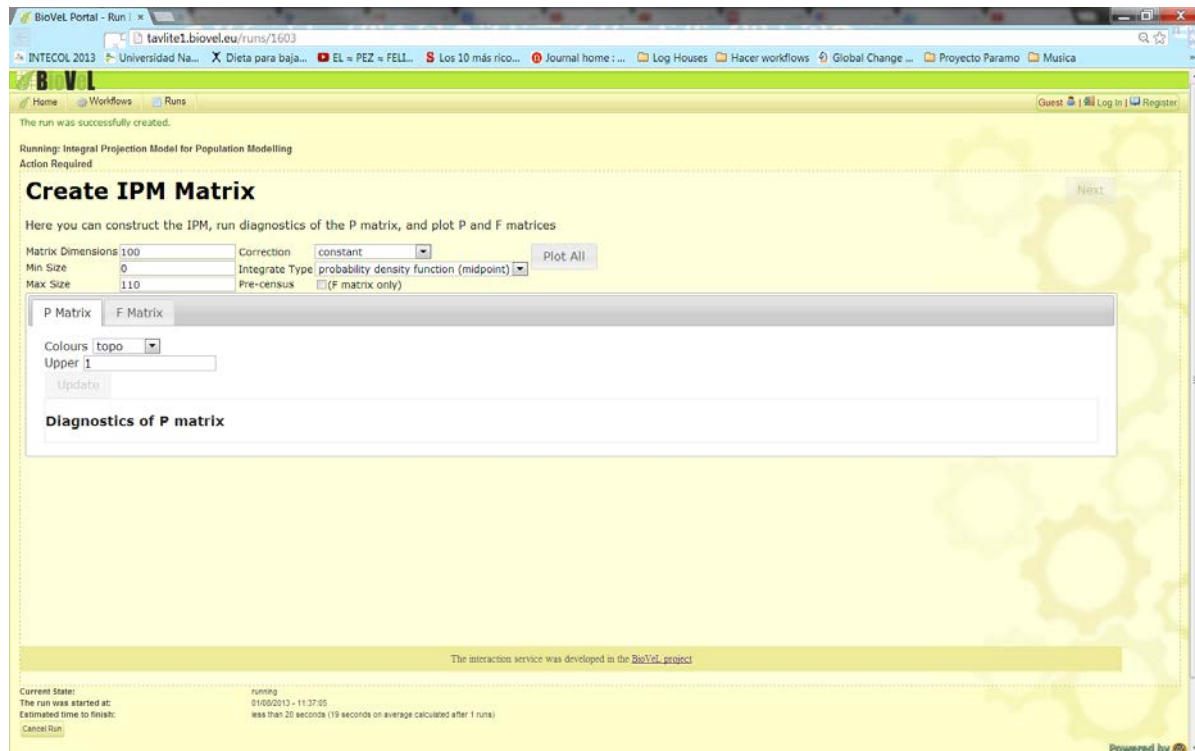 BioVeL Portal - Run
tavlite1.biovel.eu/runs/1603
INTECOL 2013 Universidad Na... Dieta para baja... EL = PEZ = FELI... Los 10 más rico... Journal home : ... Log Houses Hacer workflows Global Change ... Proyecto Paramo Musica
BioVeL
Home Workflows Runs Guest | Log In | Register
The run was successfully created.
Running: Integral Projection Model for Population Modelling
Action Required
Create IPM Matrix Next
Here you can construct the IPM, run diagnostics of the P matrix, and plot P and F matrices
Matrix Dimensions 100 Correction constant Plot All
Min Size 0 Integrate Type probability density function (midpoint)
Max Size 110 Pre-census (F matrix only)
P Matrix F Matrix
Colours topo
Upper 1
Update
Diagnostics of P matrix
The interaction service was developed in the BioVeL project
Current State: running
The run was started at: 01/08/2013 - 11:37:05
Estimated time to finish: less than 20 seconds (19 seconds on average calculated after 1 runs)
Cancel Run
Powered by